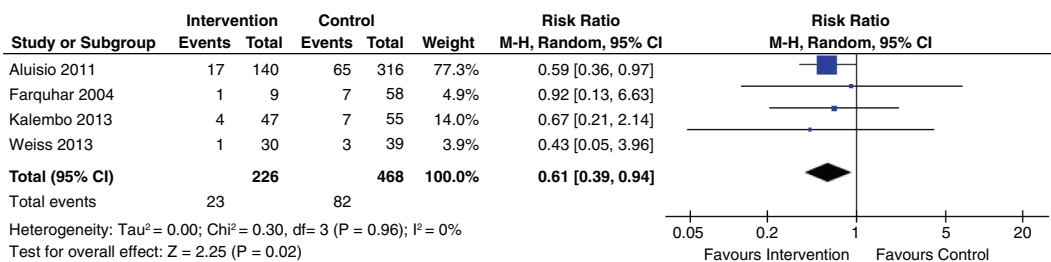 Intervention Control Risk Ratio Risk Ratio
Study or Subgroup Events Total Events Total Weight M-H, Random, 95% CI M-H, Random, 95% CI
Aluisio 2011 17 140 65 316 77.3% 0.59 [0.36, 0.97]
Farquhar 2004 1 9 7 58 4.9% 0.92 [0.13, 6.63]
Kalembo 2013 4 47 7 55 14.0% 0.67 [0.21, 2.14]
Weiss 2013 1 30 3 39 3.9% 0.43 [0.05, 3.96]
Total (95% CI) 226 468 100.0% 0.61 [0.39, 0.94]
Total events 23 82
Heterogeneity: Tau² = 0.00; Chi² = 0.30, df= 3 (P = 0.96); I² = 0%
Test for overall effect: Z = 2.25 (P = 0.02)
0.05 0.2 1 5 20
Favours Intervention Favours Control